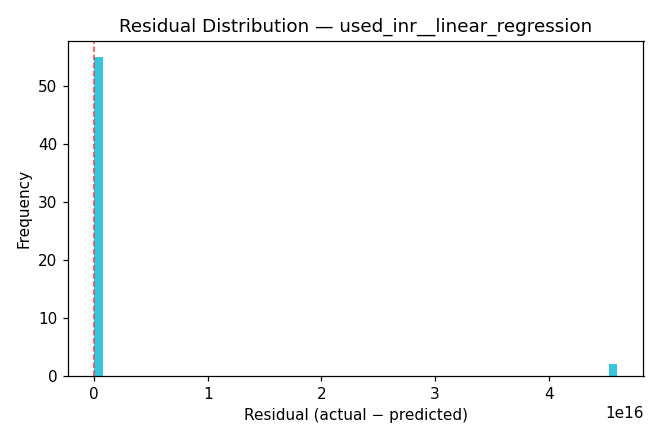 Residual Distribution — used_inr__linear_regression
Frequency
50
40
30
20
10
0
0 1 2 3 4
1e16
Residual (actual − predicted)